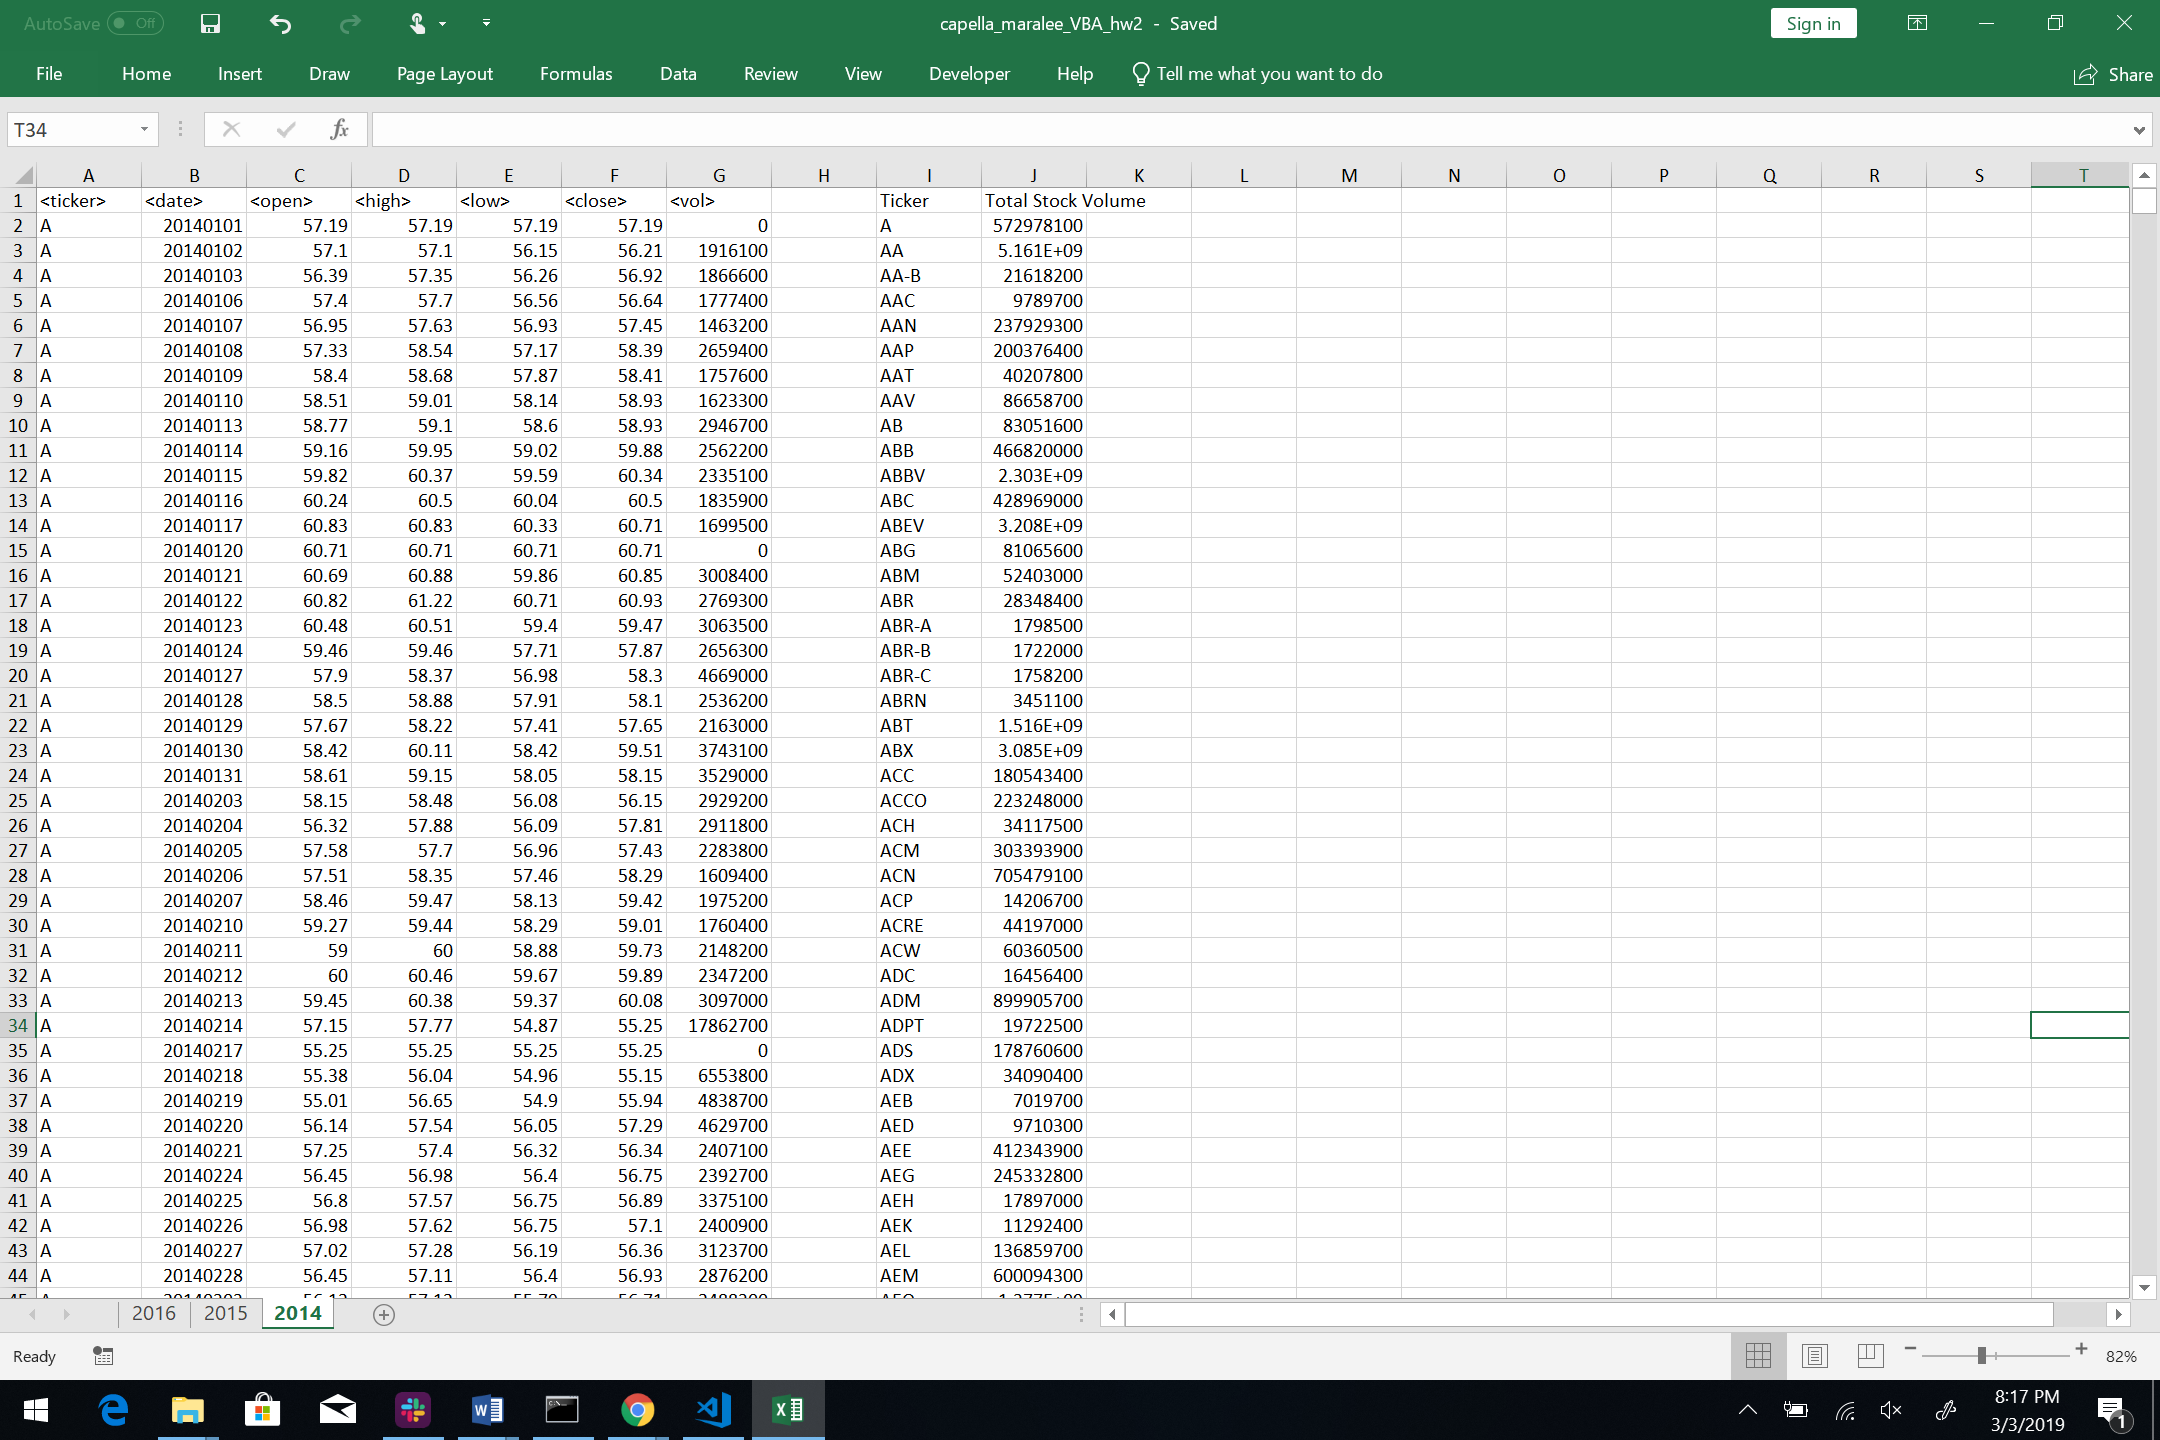 AutoSave Off capella_maralee_VBA_hw2 - Saved Sign in
File Home Insert Draw Page Layout Formulas Data Review View Developer Help Tell me what you want to do Share
T34 fx
A B C D E F G H I J K L M N O P Q R S T
1 <ticker> <date> <open> <high> <low> <close> <vol> Ticker Total Stock Volume
2 A 20140101 57.19 57.19 57.19 57.19 0 A 572978100
3 A 20140102 57.1 57.1 56.15 56.21 1916100 AA 5.161E+09
4 A 20140103 56.39 57.35 56.26 56.92 1866600 AA-B 21618200
5 A 20140106 57.4 57.7 56.56 56.64 1777400 AAC 9789700
6 A 20140107 56.95 57.63 56.93 57.45 1463200 AAN 237929300
7 A 20140108 57.33 58.54 57.17 58.39 2659400 AAP 200376400
8 A 20140109 58.4 58.68 57.87 58.41 1757600 AAT 40207800
9 A 20140110 58.51 59.01 58.14 58.93 1623300 AAV 86658700
10 A 20140113 58.77 59.1 58.6 58.93 2946700 AB 83051600
11 A 20140114 59.16 59.95 59.02 59.88 2562200 ABB 466820000
12 A 20140115 59.82 60.37 59.59 60.34 2335100 ABBV 2.303E+09
13 A 20140116 60.24 60.5 60.04 60.5 1835900 ABC 428969000
14 A 20140117 60.83 60.83 60.33 60.71 1699500 ABEV 3.208E+09
15 A 20140120 60.71 60.71 60.71 60.71 0 ABG 81065600
16 A 20140121 60.69 60.88 59.86 60.85 3008400 ABM 52403000
17 A 20140122 60.82 61.22 60.71 60.93 2769300 ABR 28348400
18 A 20140123 60.48 60.51 59.4 59.47 3063500 ABR-A 1798500
19 A 20140124 59.46 59.46 57.71 57.87 2656300 ABR-B 1722000
20 A 20140127 57.9 58.37 56.98 58.3 4669000 ABR-C 1758200
21 A 20140128 58.5 58.88 57.91 58.1 2536200 ABRN 3451100
22 A 20140129 57.67 58.22 57.41 57.65 2163000 ABT 1.516E+09
23 A 20140130 58.42 60.11 58.42 59.51 3743100 ABX 3.085E+09
24 A 20140131 58.61 59.15 58.05 58.15 3529000 ACC 180543400
25 A 20140203 58.15 58.48 56.08 56.15 2929200 ACCO 223248000
26 A 20140204 56.32 57.88 56.09 57.81 2911800 ACH 34117500
27 A 20140205 57.58 57.7 56.96 57.43 2283800 ACM 303393900
28 A 20140206 57.51 58.35 57.46 58.29 1609400 ACN 705479100
29 A 20140207 58.46 59.47 58.13 59.42 1975200 ACP 14206700
30 A 20140210 59.27 59.44 58.29 59.01 1760400 ACRE 44197000
31 A 20140211 59 60 58.88 59.73 2148200 ACW 60360500
32 A 20140212 60 60.46 59.67 59.89 2347200 ADC 16456400
33 A 20140213 59.45 60.38 59.37 60.08 3097000 ADM 899905700
34 A 20140214 57.15 57.77 54.87 55.25 17862700 ADPT 19722500
35 A 20140217 55.25 55.25 55.25 55.25 0 ADS 178760600
36 A 20140218 55.38 56.04 54.96 55.15 6553800 ADX 34090400
37 A 20140219 55.01 56.65 54.9 55.94 4838700 AEB 7019700
38 A 20140220 56.14 57.54 56.05 57.29 4629700 AED 9710300
39 A 20140221 57.25 57.4 56.32 56.34 2407100 AEE 412343900
40 A 20140224 56.45 56.98 56.4 56.75 2392700 AEG 245332800
41 A 20140225 56.8 57.57 56.75 56.89 3375100 AEH 17897000
42 A 20140226 56.98 57.62 56.75 57.1 2400900 AEK 11292400
43 A 20140227 57.02 57.28 56.19 56.36 3123700 AEL 136859700
44 A 20140228 56.45 57.11 56.4 56.93 2876200 AEM 600094300
2016 2015 2014
Ready 82%
8:17 PM
3/3/2019
1